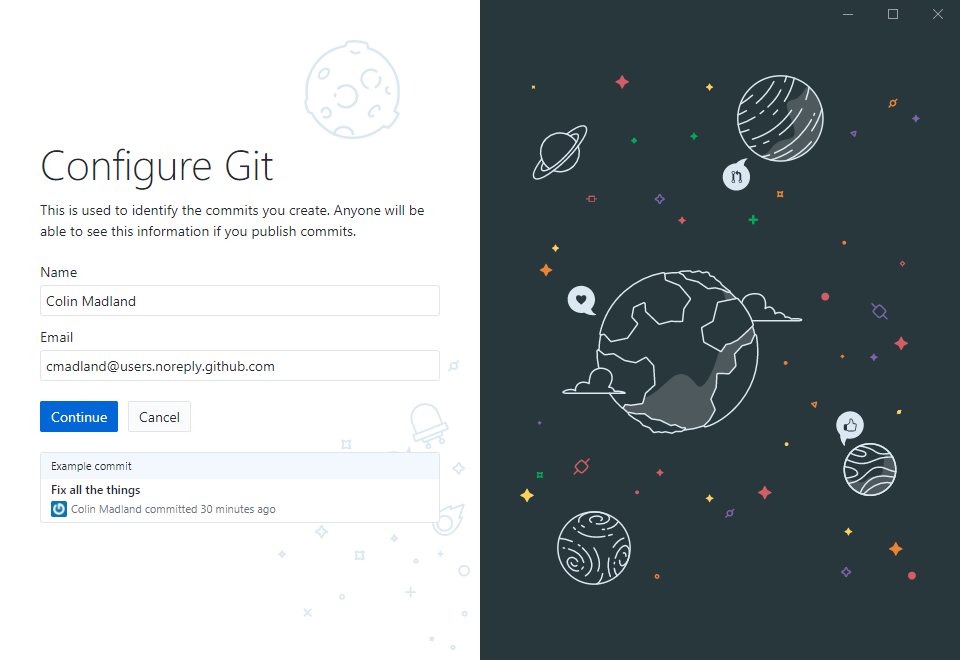 Configure Git
This is used to identify the commits you create. Anyone will be
able to see this information if you publish commits.
Name
Colin Madland
Email
cmadland@users.noreply.github.com
Continue
Cancel
Example commit
Fix all the things
Colin Madland committed 30 minutes ago